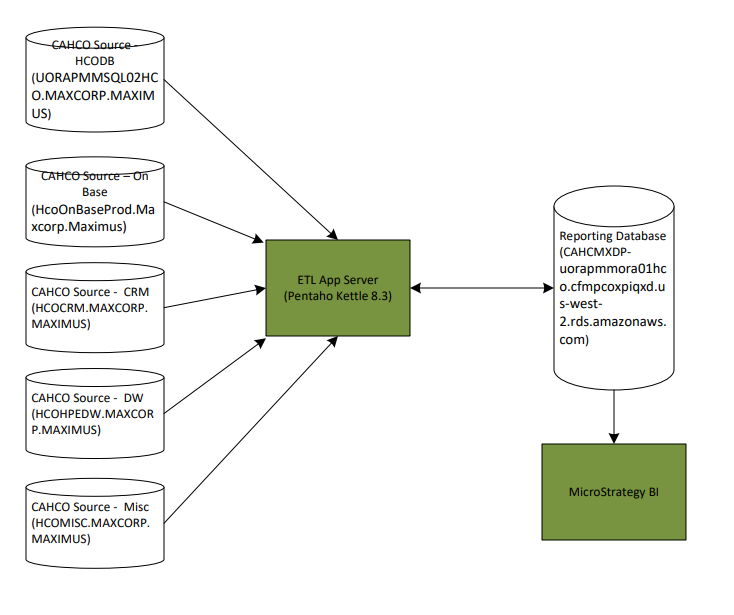 CAHCO Source -
HCODB
(UORAPMMSQL02HC
O.MAXCORP.MAXIM
US)
CAHCO Source – On
Base
(HcoOnBaseProd.Ma
xcorp.Maximus)
CAHCO Source - CRM
(HCOCRM.MAXCORP.
MAXIMUS)
CAHCO Source - DW
(HCOHPEDW.MAXCOR
P.MAXIMUS)
CAHCO Source - Misc
(HCOMISC.MAXCORP.
MAXIMUS)
ETL App Server
(Pentaho Kettle 8.3)
Reporting Database
(CAHCMXDP-
uorapmmora01hc
o.cfmpcoxpiqxd.u
s-west-
2.rds.amazonaws.
com)
MicroStrategy BI